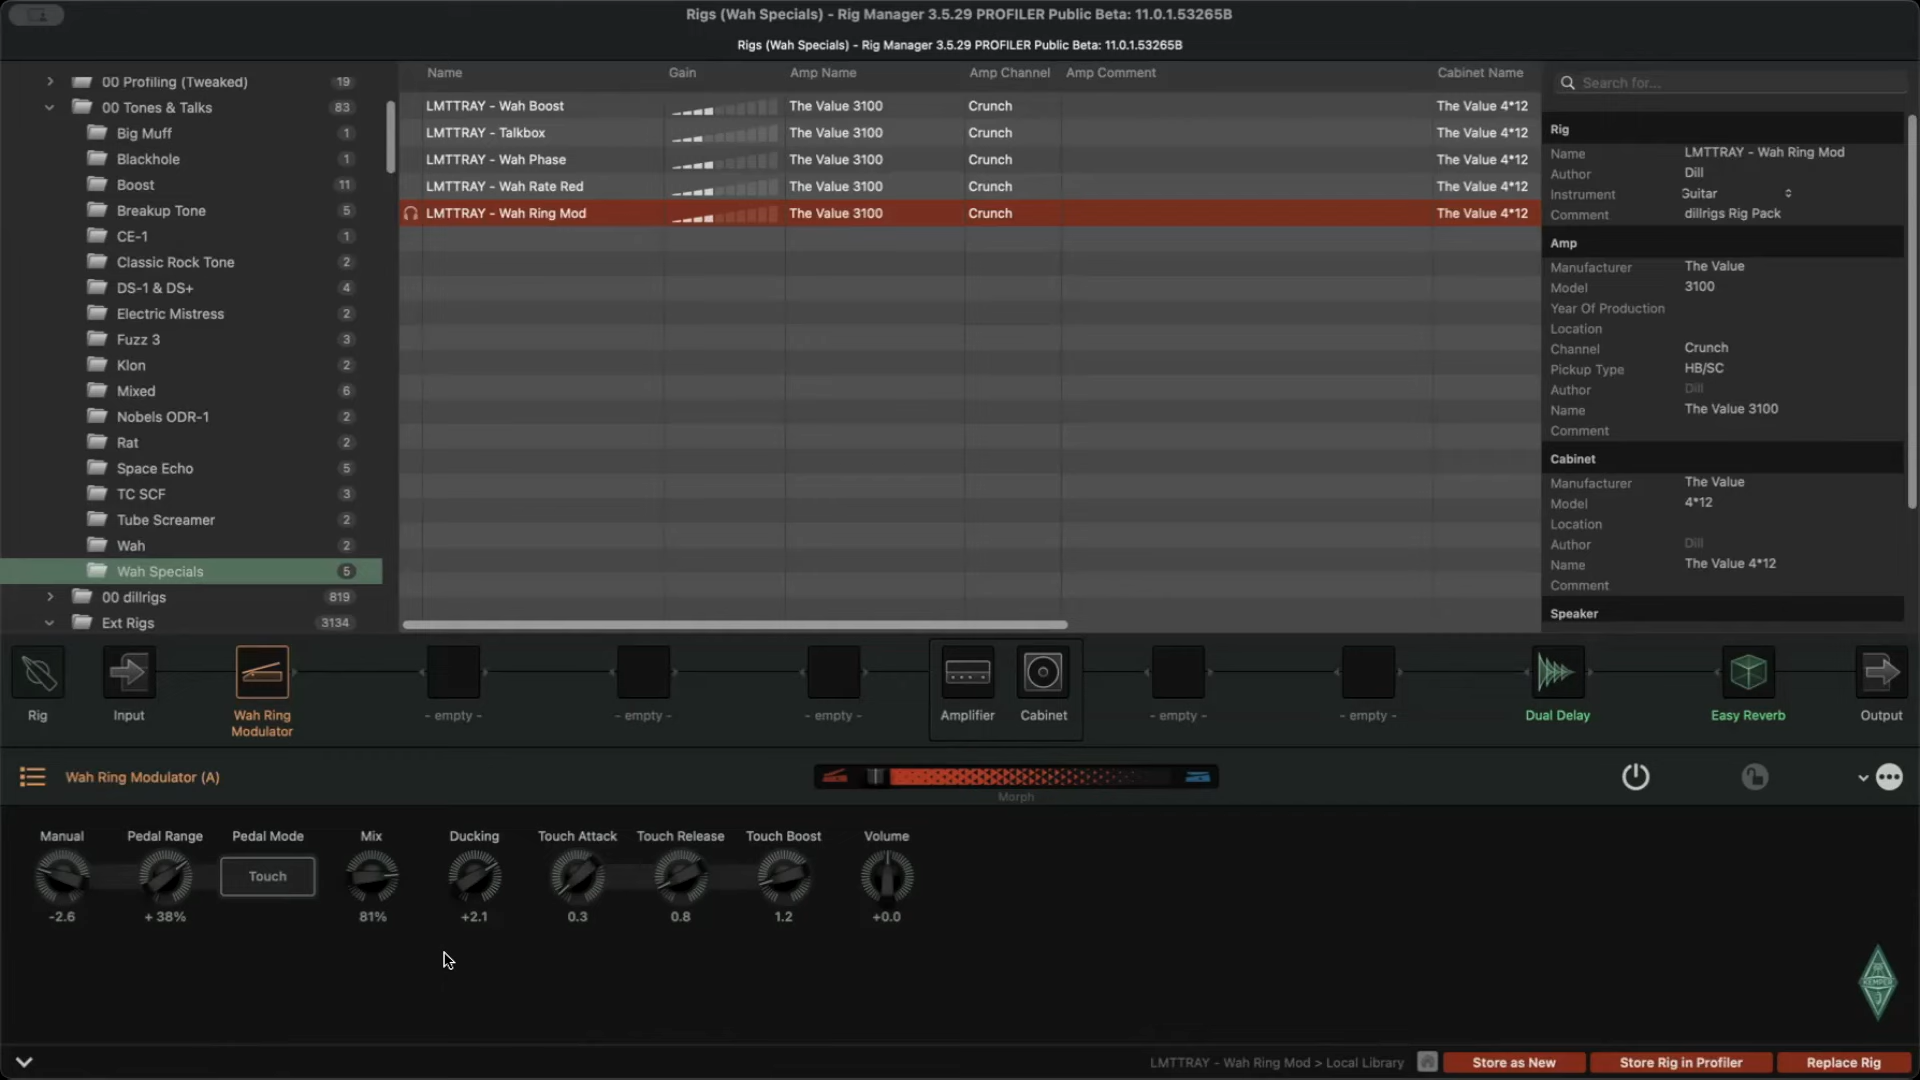 Rigs (Wah Specials) - Rig Manager 3.5.29 PROFILER Public Beta: 11.0.1.53265B
Rigs (Wah Specials) - Rig Manager 3.5.29 PROFILER Public Beta: 11.0.1.53265B
00 Profiling (Tweaked) 19
00 Tones & Talks 83
Big Muff 1
Blackhole 1
Boost 11
Breakup Tone 5
CE-1 1
Classic Rock Tone 2
DS-1 & DS+ 4
Electric Mistress 2
Fuzz 3 3
Klon 2
Mixed 6
Nobels ODR-1 2
Rat 2
Space Echo 5
TC SCF 3
Tube Screamer 2
Wah 2
Wah Specials 5
00 dillrigs 819
Ext Rigs 3134
Name Gain Amp Name Amp Channel Amp Comment Cabinet Name
LMTTRAY - Wah Boost The Value 3100 Crunch The Value 4*12
LMTTRAY - Talkbox The Value 3100 Crunch The Value 4*12
LMTTRAY - Wah Phase The Value 3100 Crunch The Value 4*12
LMTTRAY - Wah Rate Red The Value 3100 Crunch The Value 4*12
LMTTRAY - Wah Ring Mod The Value 3100 Crunch The Value 4*12
Search for...
Rig
Name LMTTRAY - Wah Ring Mod
Author Dill
Instrument Guitar
Comment dillrigs Rig Pack
Amp
Manufacturer The Value
Model 3100
Year Of Production
Location
Channel Crunch
Pickup Type HB/SC
Author Dill
Name The Value 3100
Comment
Cabinet
Manufacturer The Value
Model 4*12
Location
Author Dill
Name The Value 4*12
Comment
Speaker
Rig Input Wah Ring Modulator - empty - - empty - - empty - Amplifier Cabinet - empty - - empty - Dual Delay Easy Reverb Output
Wah Ring Modulator (A)
Morph
Manual Pedal Range Pedal Mode Mix Ducking Touch Attack Touch Release Touch Boost Volume
Touch
-2.6 + 38% 81% +2.1 0.3 0.8 1.2 +0.0
KEMPER
LMTTRAY - Wah Ring Mod > Local Library Store as New Store Rig in Profiler Replace Rig